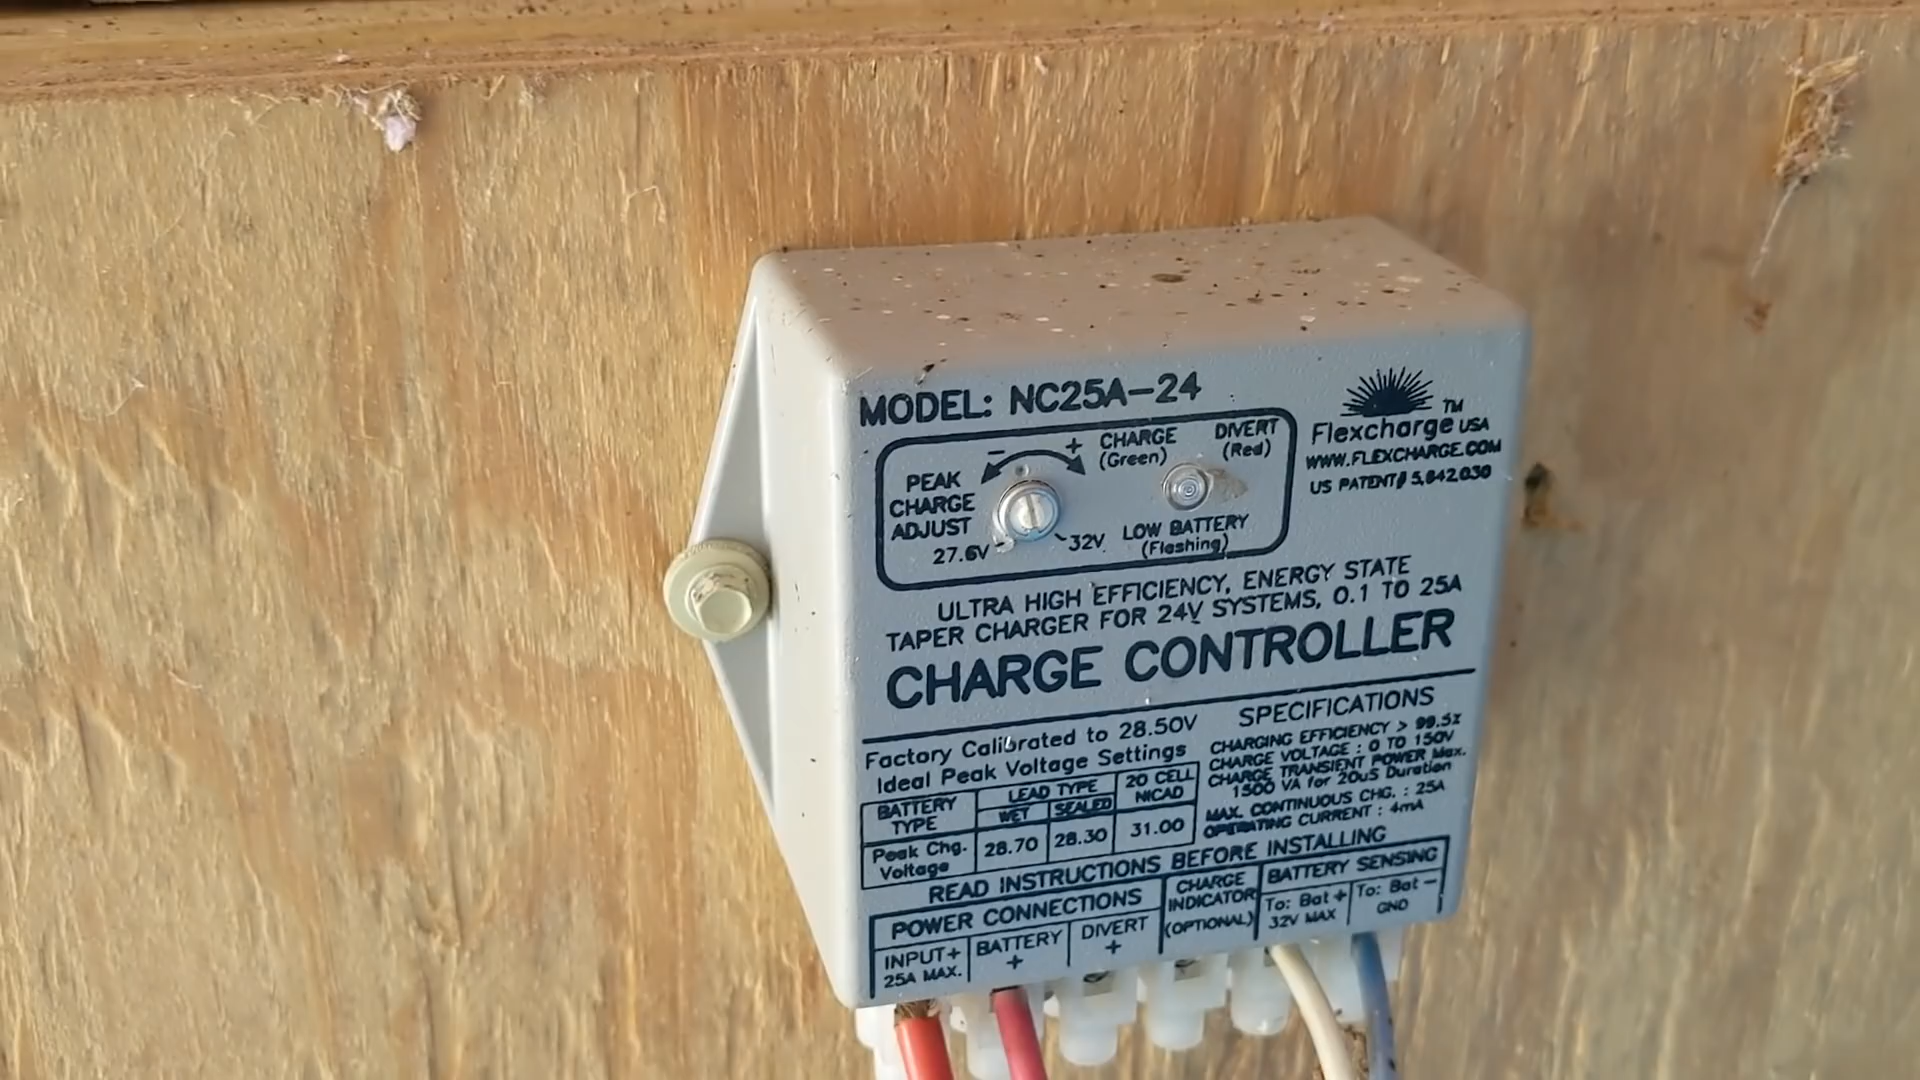 MODEL: NC25A-24
PEAK
CHARGE
ADJUST
- +
27.6V
32V
CHARGE
(Green)
DIVERT
(Red)
LOW BATTERY
(Flashing)
Flexcharge USA
TM
WWW.FLEXCHARGE.COM
US PATENT# 5,642,030
ULTRA HIGH EFFICIENCY, ENERGY STATE
TAPER CHARGER FOR 24V SYSTEMS, 0.1 TO 25A
CHARGE CONTROLLER
Factory Calibrated to 28.50V
Ideal Peak Voltage Settings
BATTERY TYPE
LEAD TYPE
WET SEALED
20 CELL
NICAD
Peak Chg.
Voltage
28.70 28.30 31.00
SPECIFICATIONS
CHARGING EFFICIENCY > 99.5%
CHARGE VOLTAGE : 0 TO 150V
CHARGE TRANSIENT POWER Max.
1500 VA for 20uS Duration
MAX. CONTINUOUS CHG. : 25A
OPERATING CURRENT : 4mA
READ INSTRUCTIONS BEFORE INSTALLING
POWER CONNECTIONS
INPUT+
25A MAX.
BATTERY
+
DIVERT
+
CHARGE
INDICATOR
(OPTIONAL)
BATTERY SENSING
To: Bat +
32V MAX
To: Bat -
GND